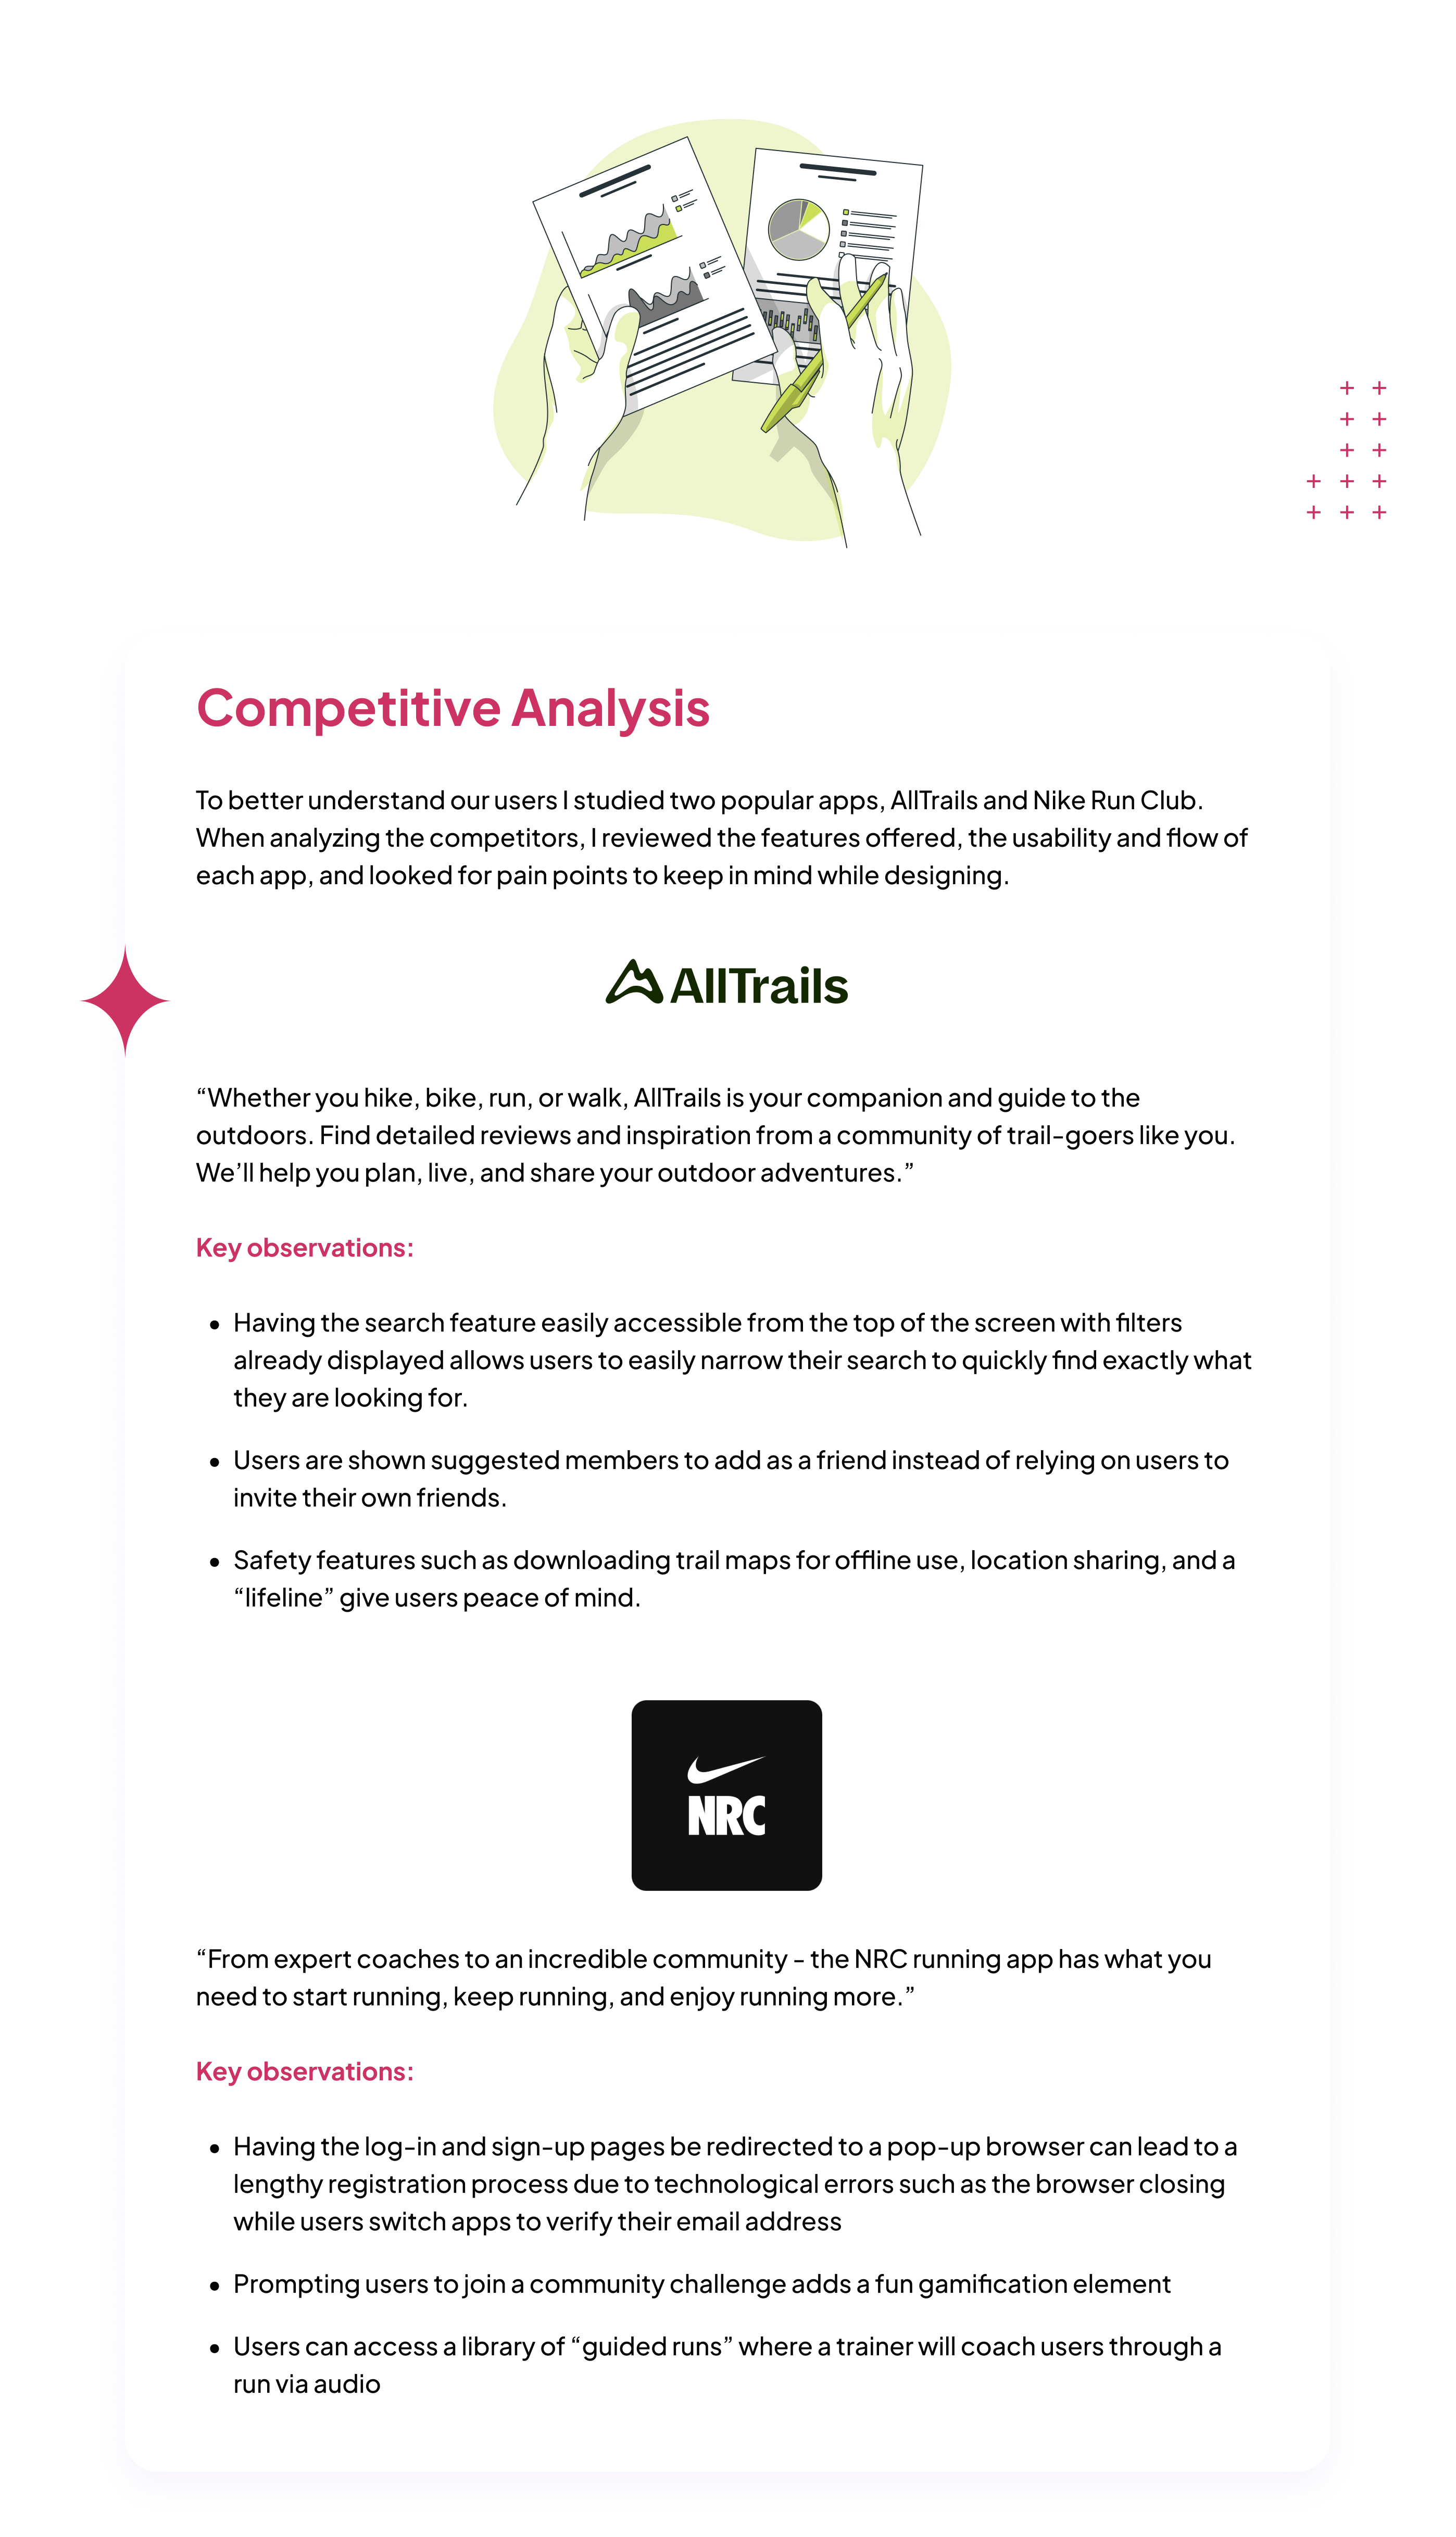 Competitive Analysis
To better understand our users I studied two popular apps, AllTrails and Nike Run Club.
When analyzing the competitors, I reviewed the features offered, the usability and flow of
each app, and looked for pain points to keep in mind while designing.
AllTrails
“Whether you hike, bike, run, or walk, AllTrails is your companion and guide to the
outdoors. Find detailed reviews and inspiration from a community of trail-goers like you.
We’ll help you plan, live, and share your outdoor adventures.”
Key observations:
• Having the search feature easily accessible from the top of the screen with filters
already displayed allows users to easily narrow their search to quickly find exactly what
they are looking for.
• Users are shown suggested members to add as a friend instead of relying on users to
invite their own friends.
• Safety features such as downloading trail maps for offline use, location sharing, and a
“lifeline” give users peace of mind.
NRC
“From expert coaches to an incredible community - the NRC running app has what you
need to start running, keep running, and enjoy running more.”
Key observations:
• Having the log-in and sign-up pages be redirected to a pop-up browser can lead to a
lengthy registration process due to technological errors such as the browser closing
while users switch apps to verify their email address
• Prompting users to join a community challenge adds a fun gamification element
• Users can access a library of “guided runs” where a trainer will coach users through a
run via audio